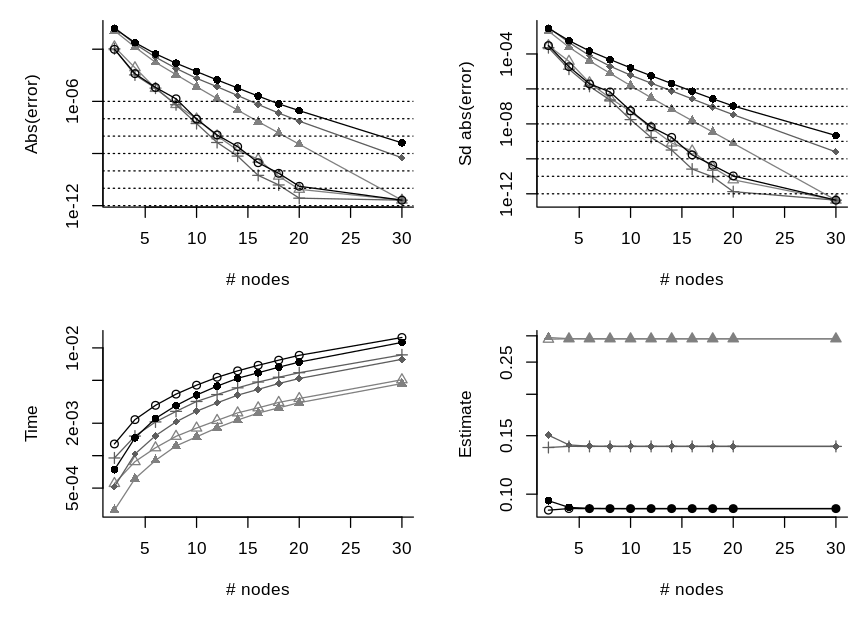 Abs(error)
1e-06
1e-12
5 10 15 20 25 30
# nodes
Sd abs(error)
1e-04
1e-08
1e-12
5 10 15 20 25 30
# nodes
Time
1e-02
2e-03
5e-04
5 10 15 20 25 30
# nodes
Estimate
0.25
0.15
0.10
5 10 15 20 25 30
# nodes